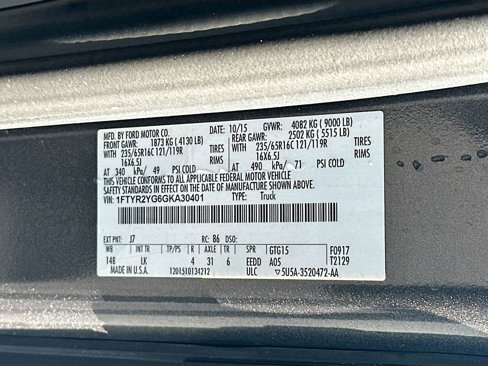 MFD. BY FORD MOTOR CO. DATE: 10/15 GVWR: 4082 KG ( 9000 LB)
FRONT GAWR: 1873 KG ( 4130 LB) REAR GAWR: 2502 KG ( 5515 LB)
WITH 235/65R16C 121/119R TIRES WITH 235/65R16C 121/119R TIRES
16X6.5J RIMS 16X6.5J RIMS
AT 340 kPa/ 49 PSI COLD AT 490 kPa/ 71 PSI COLD
THIS VEHICLE CONFORMS TO ALL APPLICABLE FEDERAL MOTOR VEHICLE
SAFETY STANDARDS IN EFFECT ON THE DATE OF MANUFACTURE SHOWN ABOVE.
VIN: 1FTYR2YG6GKA30401 TYPE: Truck
EXT PNT: J7 RC: 86 DSO:
WB INT TR TP/PS R AXLE TR SPR GTG15 F0917
148 LK 4 31 6 EEDD A05 T2129
MADE IN U.S.A. 1201510134212 ULC 5U5A-3520472-AA